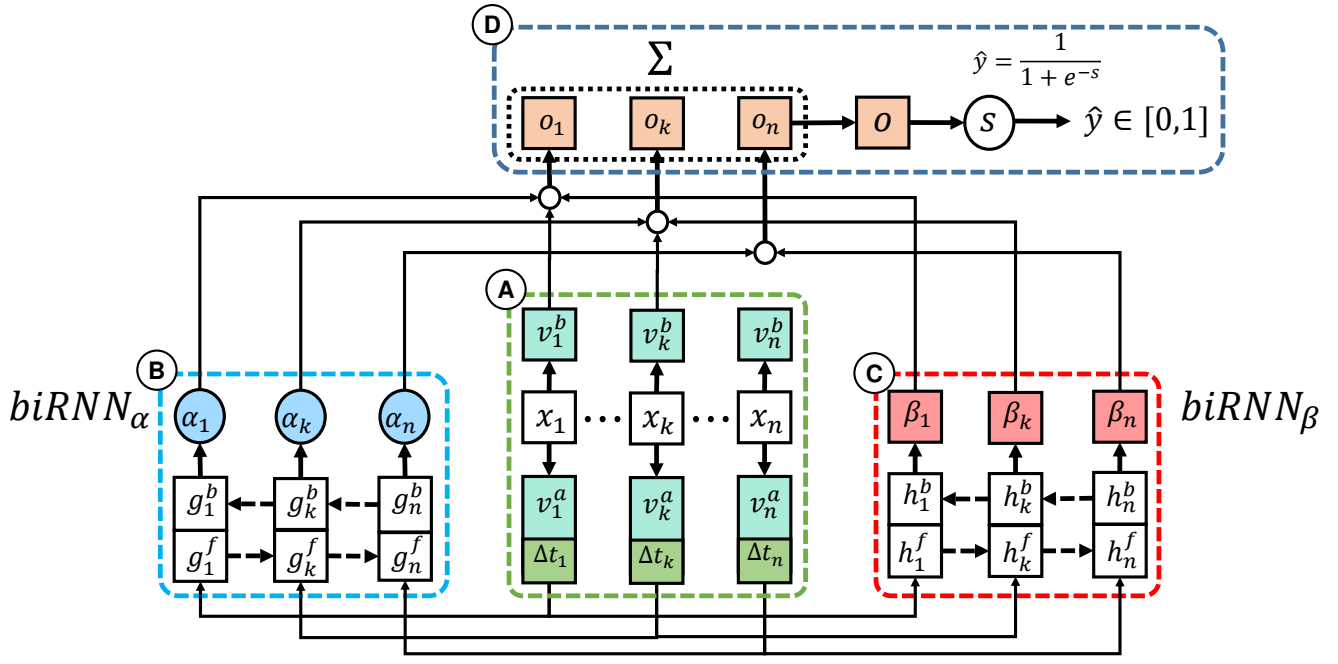 D
Σ
ŷ = 1 / (1 + e^{-s})
o_1 o_k o_n O S ŷ ∈ [0,1]
A
v_1^b v_k^b v_n^b
B
C
biRNN_α
α_1 α_k α_n
x_1 ··· x_k ··· x_n
β_1 β_k β_n
biRNN_β
g_1^b g_k^b g_n^b
v_1^a v_k^a v_n^a
h_1^b h_k^b h_n^b
g_1^f g_k^f g_n^f
Δt_1 Δt_k Δt_n
h_1^f h_k^f h_n^f